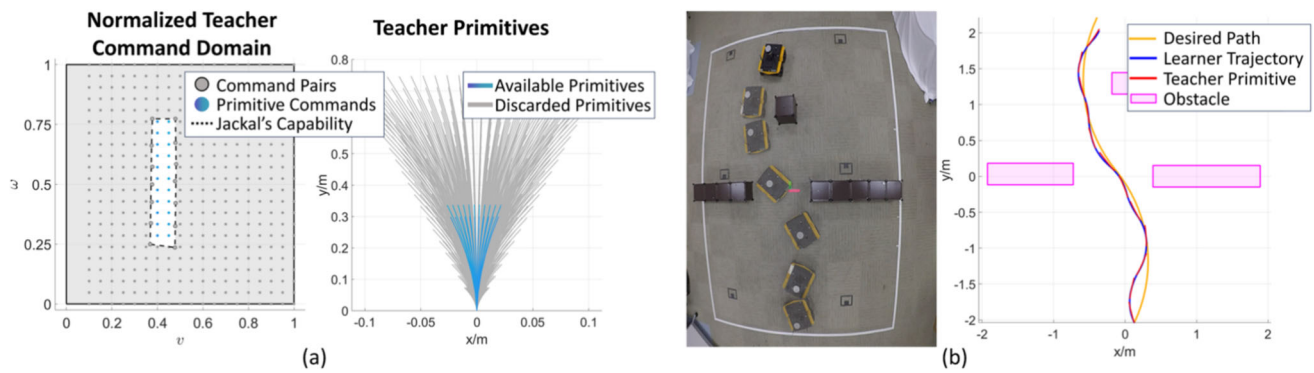 Normalized Teacher
Command Domain
1
0.75
0.5
0.25
0
ω
0
0.2
0.4
0.6
0.8
1
v
Command Pairs
Primitive Commands
Jackal's Capability
(a)
Teacher Primitives
0.8
0.7
0.6
0.5
0.4
0.3
0.2
0.1
0
y/m
-0.1
-0.05
0
0.05
0.1
x/m
Available Primitives
Discarded Primitives
2
1.5
1
0.5
0
-0.5
-1
-1.5
-2
y/m
-2
-1
0
1
2
x/m
Desired Path
Learner Trajectory
Teacher Primitive
Obstacle
(b)